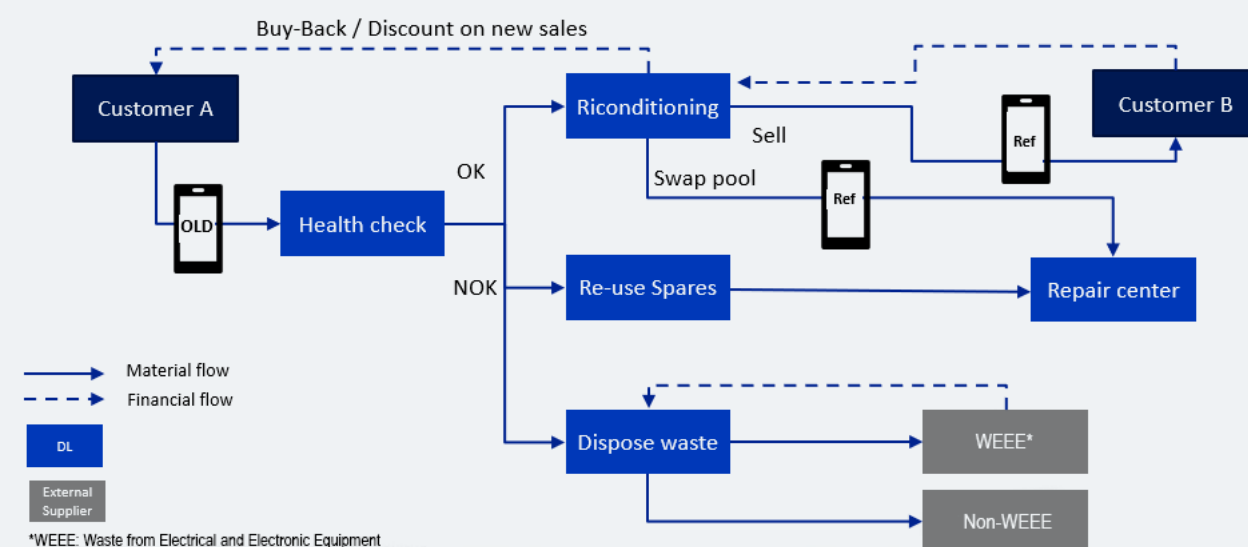 Buy-Back / Discount on new sales
Customer A
Riconditioning
Customer B
Sell
Ref
OK
Swap pool
Ref
OLD
Health check
NOK
Re-use Spares
Repair center
Material flow
Financial flow
DL
Dispose waste
WEEE*
External
Supplier
Non-WEEE
*WEEE: Waste from Electrical and Electronic Equipment